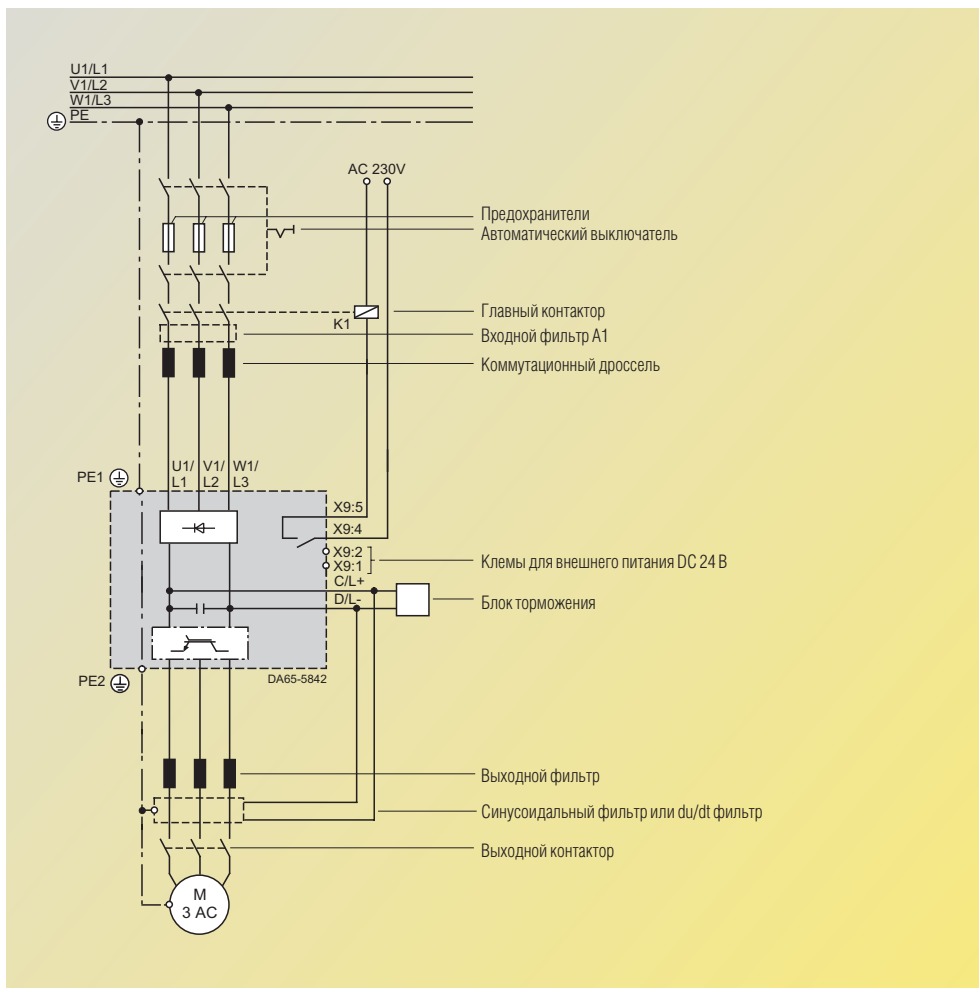 U1/L1
V1/L2
W1/L3
PE
AC 230V
Предохранители
Автоматический выключатель
Главный контактор
K1
Входной фильтр A1
Коммутационный дроссель
PE1
U1/ V1/ W1/
L1 L2 L3
X9:5
X9:4
X9:2
X9:1
Клемы для внешнего питания DC 24 В
C/L+
D/L-
Блок торможения
PE2
DA65-5842
Выходной фильтр
Синусоидальный фильтр или du/dt фильтр
Выходной контактор
M
3 AC